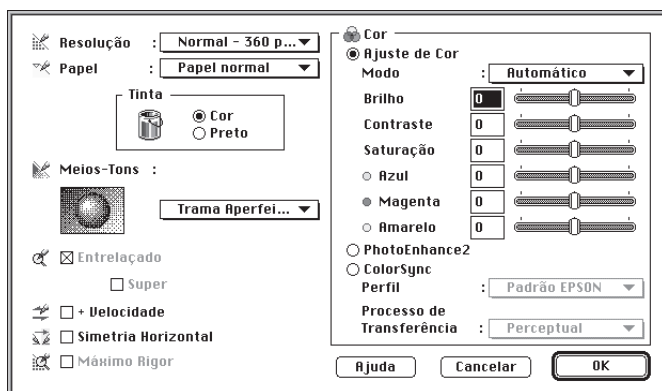 Resolução : Normal – 360 p...
Papel : Papel normal
Tinta
Cor
Preto
Meios-Tons :
Trama Aperfei...
Entrelaçado
Super
+ Velocidade
Simetria Horizontal
Máximo Rigor
Cor
Ajuste de Cor
Modo : Automático
Brilho 0
Contraste 0
Saturação 0
Azul 0
Magenta 0
Amarelo 0
PhotoEnhance2
ColorSync
Perfil : Padrão EPSON
Processo de
Transferência : Perceptual
Ajuda Cancelar OK